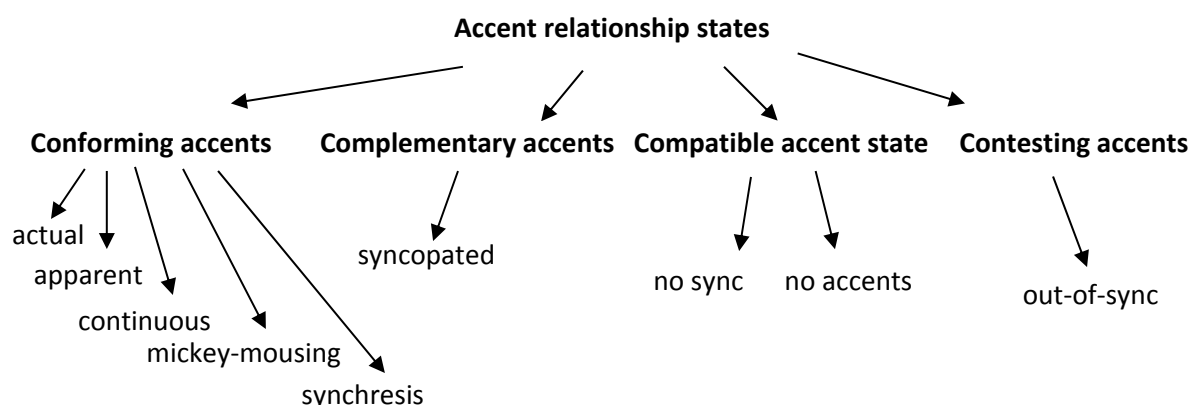 Accent relationship states
Conforming accents Complementary accents Compatible accent state Contesting accents
actual
apparent
continuous
mickey-mousing
synchresis
syncopated
no sync no accents
out-of-sync